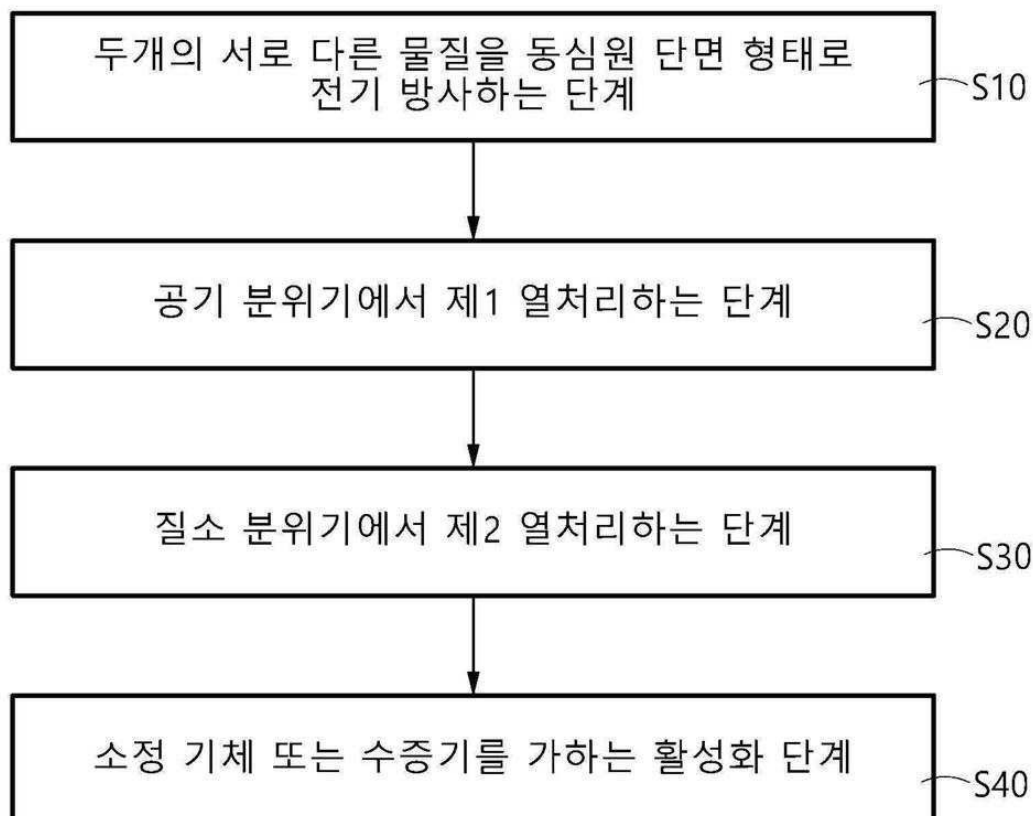 두개의 서로 다른 물질을 동심원 단면 형태로
전기 방사하는 단계
S10
공기 분위기에서 제1 열처리하는 단계
S20
질소 분위기에서 제2 열처리하는 단계
S30
소정 기체 또는 수증기를 가하는 활성화 단계
S40